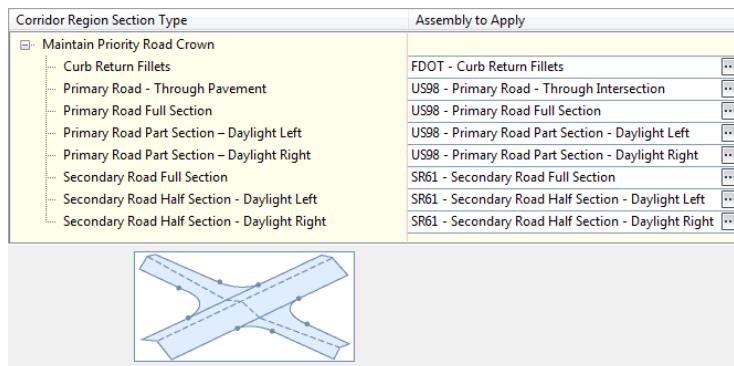 Corridor Region Section Type Assembly to Apply
Maintain Priority Road Crown
Curb Return Fillets FDOT - Curb Return Fillets
Primary Road - Through Pavement US98 - Primary Road - Through Intersection
Primary Road Full Section US98 - Primary Road Full Section
Primary Road Part Section – Daylight Left US98 - Primary Road Part Section - Daylight Left
Primary Road Part Section – Daylight Right US98 - Primary Road Part Section - Daylight Right
Secondary Road Full Section SR61 - Secondary Road Full Section
Secondary Road Half Section - Daylight Left SR61 - Secondary Road Half Section - Daylight Left
Secondary Road Half Section - Daylight Right SR61 - Secondary Road Half Section - Daylight Right